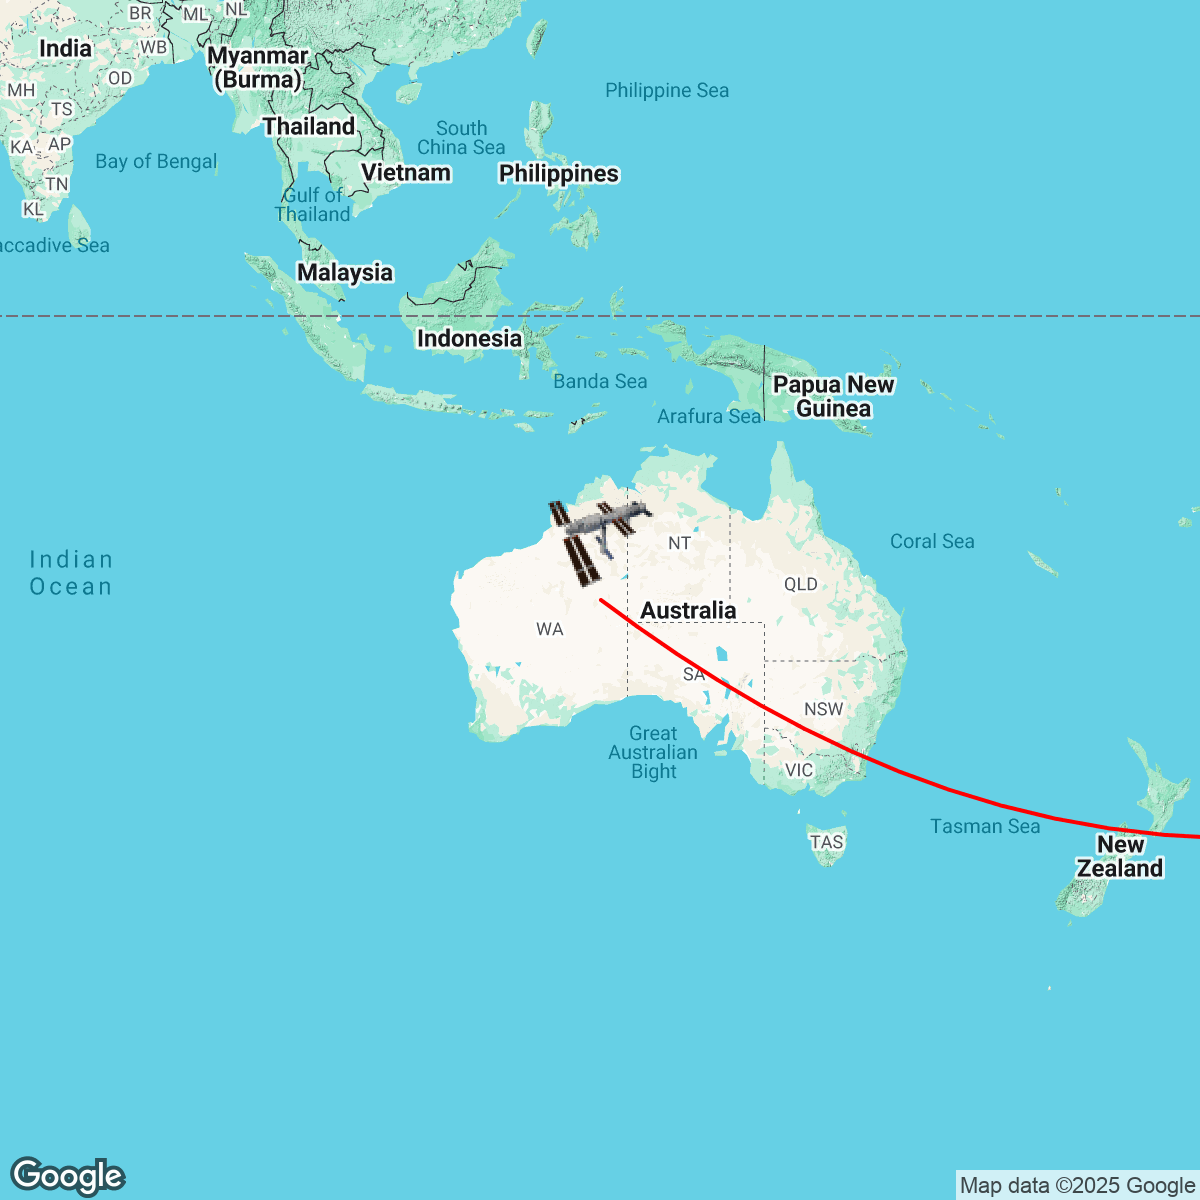 BR
ML
NL
India
WB
Myanmar
(Burma)
OD
MH
TS
Philippine Sea
Thailand
South
China Sea
KA
AP
Bay of Bengal
Vietnam
Philippines
TN
Gulf of
Thailand
KL
accadive Sea
Malaysia
Indonesia
Banda Sea
Papua New
Guinea
Arafura Sea
Indian
Ocean
NT
Coral Sea
QLD
Australia
WA
SA
NSW
Great
Australian
Bight
VIC
Tasman Sea
TAS
New
Zealand
Google
Map data ©2025 Google